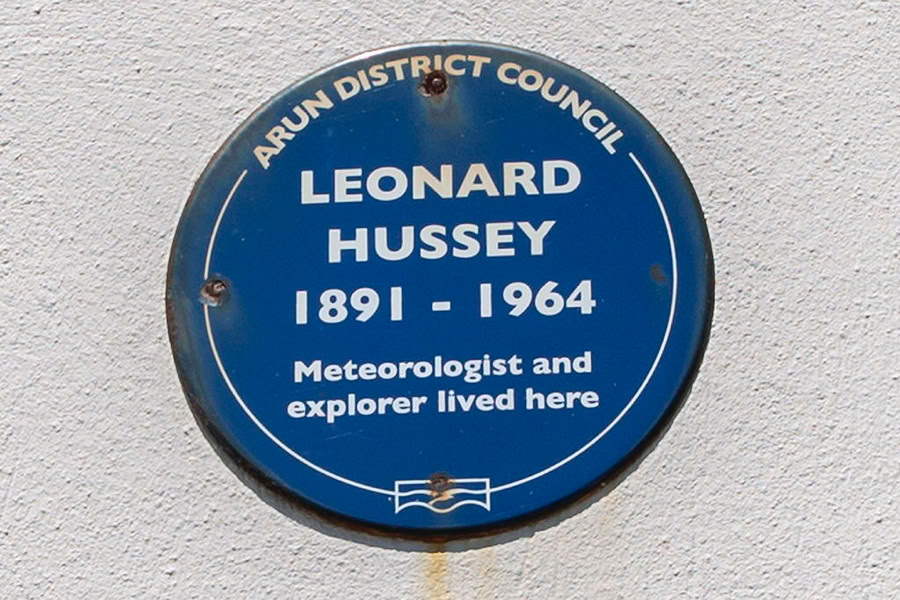 ARUN DISTRICT COUNCIL
LEONARD
HUSSEY
1891 - 1964
Meteorologist and
explorer lived here